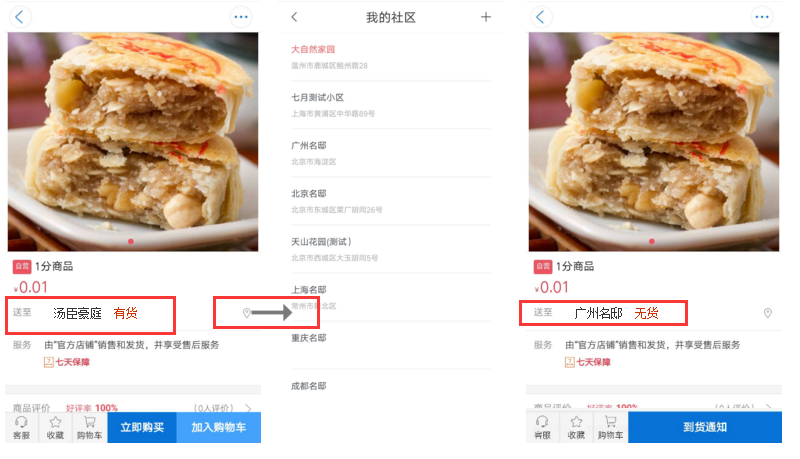 自营 1分商品
¥0.01
送至 汤臣豪庭 有货
服务 由“官方店铺”销售和发货，并享受售后服务
七天保障
商品评价 好评率 100% （0人评价）
客服 收藏 购物车 立即购买 加入购物车
我的社区
大自然家园
温州市鹿城区鲍州路28
七月测试小区
上海市黄浦区中华路89号
广州名邸
北京市海淀区
北京名邸
北京市东城区菜厂胡同26号
天山花园(测试)
北京市西城区大玉胡同5号
上海名邸
常州市新北区
重庆名邸
成都名邸
自营 1分商品
¥0.01
送至 广州名邸 无货
服务 由“官方店铺”销售和发货，并享受售后服务
七天保障
商品评价 好评率 100% （0人评价）
客服 收藏 购物车 到货通知